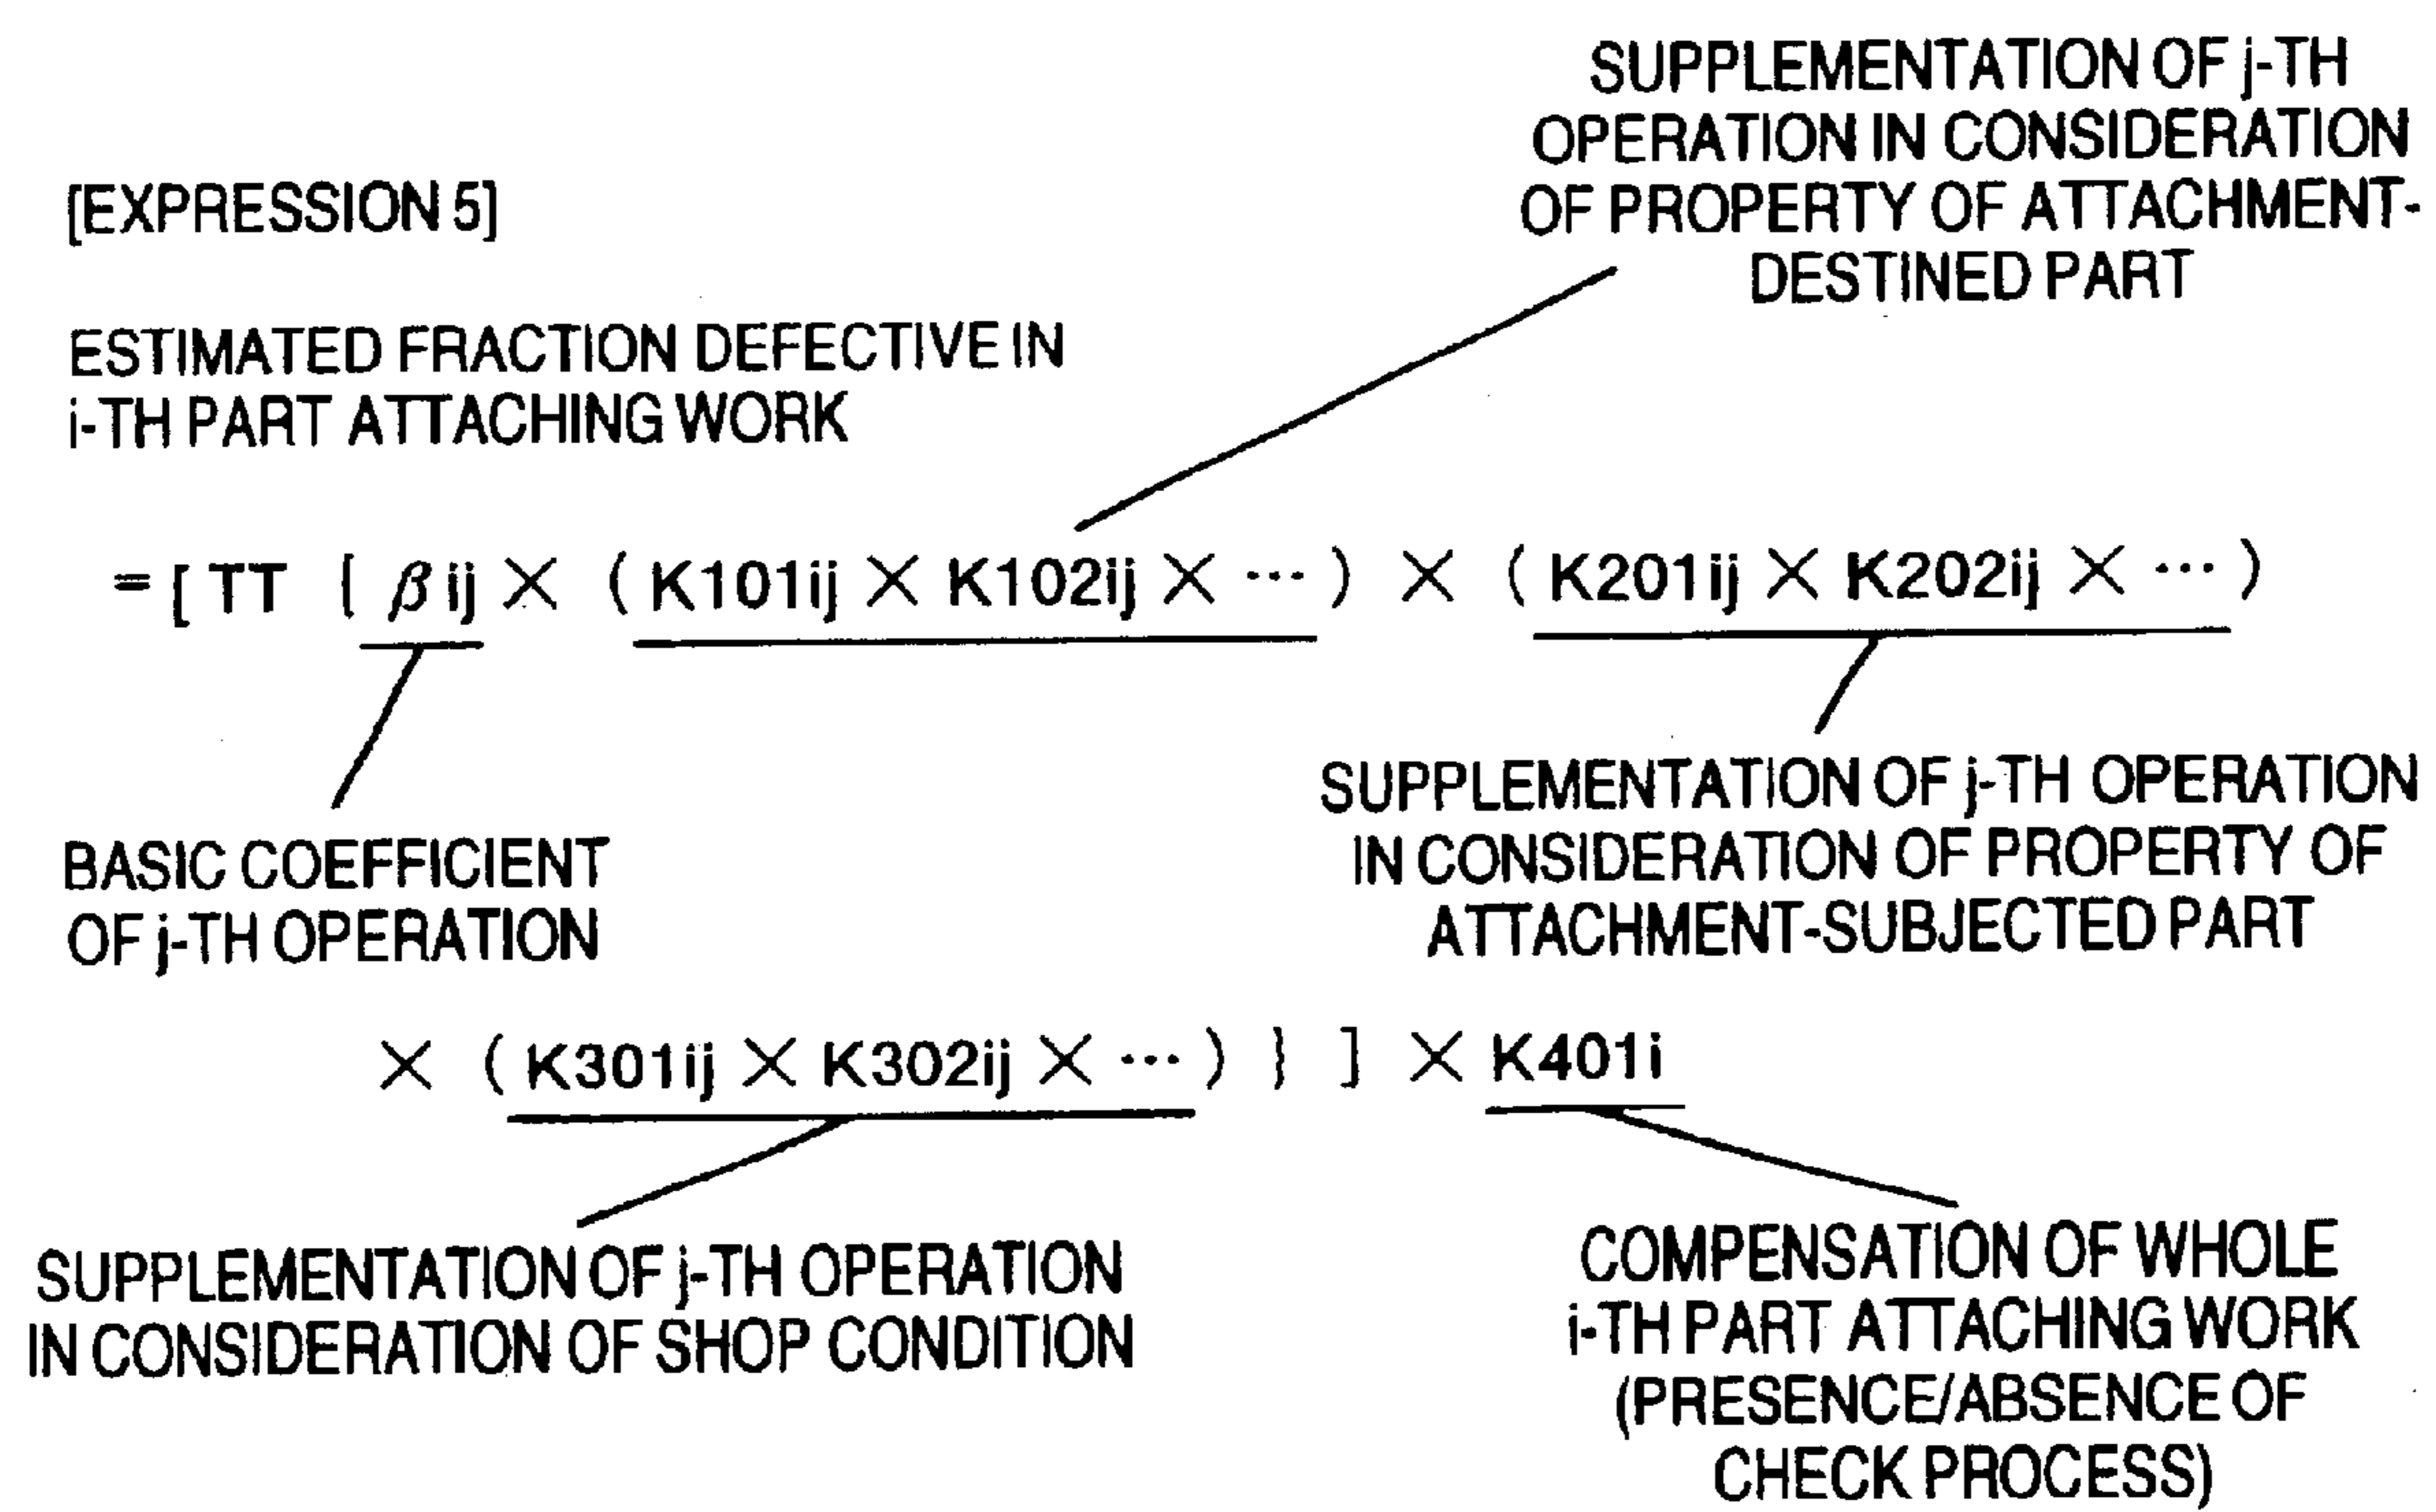 SUPPLEMENTATION OF j-TH
OPERATION IN CONSIDERATION
OF PROPERTY OF ATTACHMENT-
DESTINED PART
[EXPRESSION 5]
ESTIMATED FRACTION DEFECTIVE IN
i-TH PART ATTACHING WORK
= [ TT { βij × ( K101ij × K102ij × ··· ) × ( K201ij × K202ij × ··· )
BASIC COEFFICIENT
OF j-TH OPERATION
SUPPLEMENTATION OF j-TH OPERATION
IN CONSIDERATION OF PROPERTY OF
ATTACHMENT-SUBJECTED PART
× ( K301ij × K302ij × ··· ) } ] × K401i
SUPPLEMENTATION OF j-TH OPERATION
IN CONSIDERATION OF SHOP CONDITION
COMPENSATION OF WHOLE
i-TH PART ATTACHING WORK
(PRESENCE/ABSENCE OF
CHECK PROCESS)